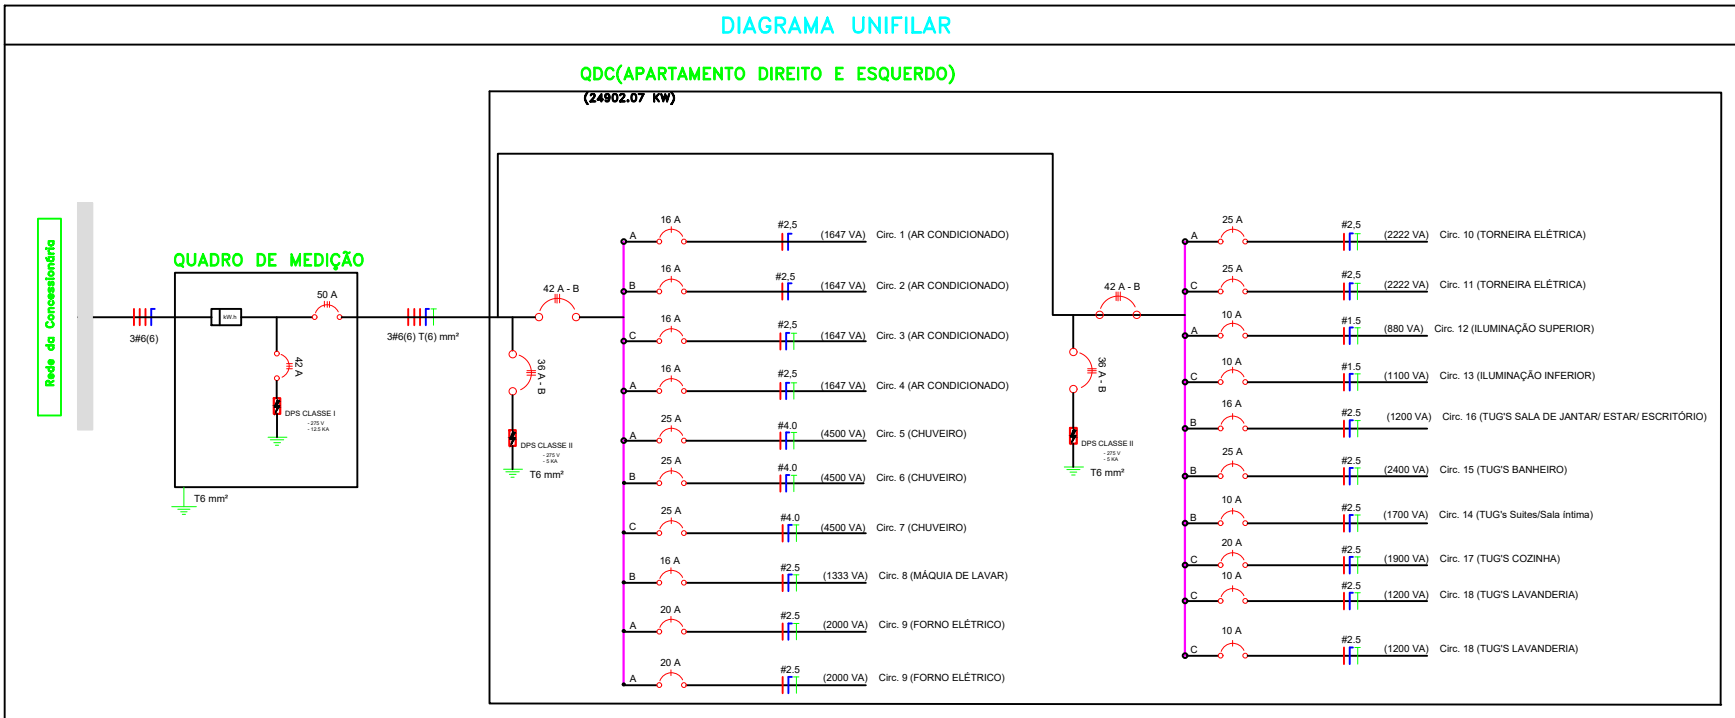 DIAGRAMA UNIFILAR
QDC(APARTAMENTO DIREITO E ESQUERDO)
(24902.07 KW)
Rede da Concessionária
3#6(6)
QUADRO DE MEDIÇÃO
kW.h
50 A
42 A
DPS CLASSE I
- 275 V
- 12.5 KA
T6 mm²
3#6(6) T(6) mm²
42 A - B
36 A - B
DPS CLASSE II
- 275 V
- 5 KA
T6 mm²
A 16 A #2,5 (1647 VA) Circ. 1 (AR CONDICIONADO)
B 16 A #2,5 (1647 VA) Circ. 2 (AR CONDICIONADO)
C 16 A #2,5 (1647 VA) Circ. 3 (AR CONDICIONADO)
A 16 A #2,5 (1647 VA) Circ. 4 (AR CONDICIONADO)
A 25 A #4.0 (4500 VA) Circ. 5 (CHUVEIRO)
B 25 A #4.0 (4500 VA) Circ. 6 (CHUVEIRO)
C 25 A #4.0 (4500 VA) Circ. 7 (CHUVEIRO)
B 16 A #2.5 (1333 VA) Circ. 8 (MÁQUIA DE LAVAR)
A 20 A #2.5 (2000 VA) Circ. 9 (FORNO ELÉTRICO)
A 20 A #2.5 (2000 VA) Circ. 9 (FORNO ELÉTRICO)
42 A - B
36 A - B
DPS CLASSE II
- 275 V
- 5 KA
T6 mm²
A 25 A #2,5 (2222 VA) Circ. 10 (TORNEIRA ELÉTRICA)
C 25 A #2,5 (2222 VA) Circ. 11 (TORNEIRA ELÉTRICA)
A 10 A #1.5 (880 VA) Circ. 12 (ILUMINAÇÃO SUPERIOR)
C 10 A #1.5 (1100 VA) Circ. 13 (ILUMINAÇÃO INFERIOR)
B 16 A #2.5 (1200 VA) Circ. 16 (TUG'S SALA DE JANTAR/ ESTAR/ ESCRITÓRIO)
B 25 A #2.5 (2400 VA) Circ. 15 (TUG'S BANHEIRO)
B 10 A #2.5 (1700 VA) Circ. 14 (TUG's Suites/Sala íntima)
C 20 A #2.5 (1900 VA) Circ. 17 (TUG'S COZINHA)
C 10 A #2.5 (1200 VA) Circ. 18 (TUG'S LAVANDERIA)
C 10 A #2.5 (1200 VA) Circ. 18 (TUG'S LAVANDERIA)